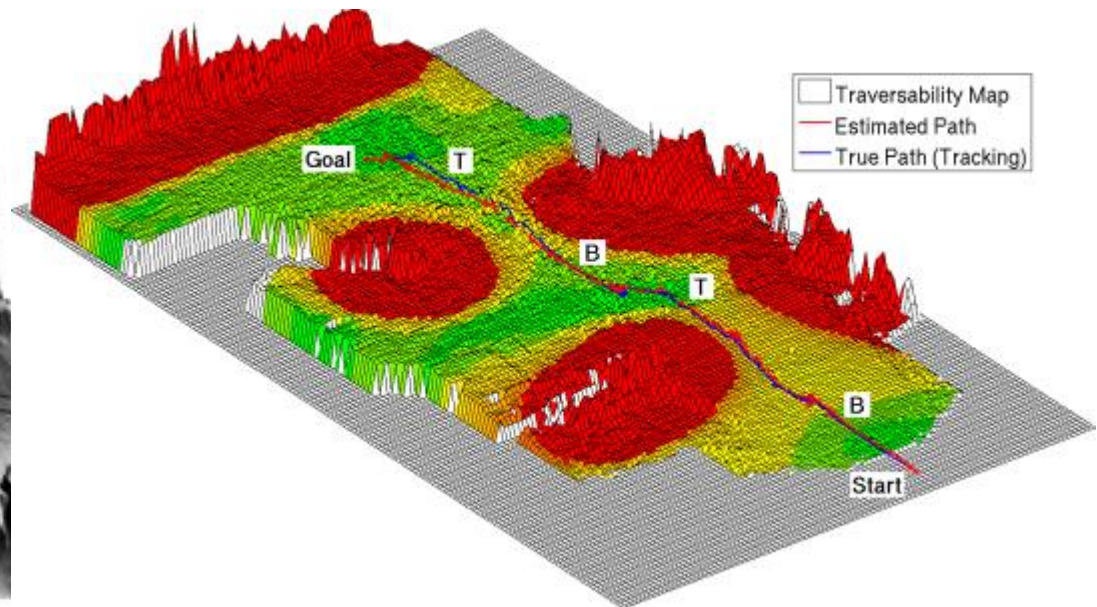 Traversability Map
Estimated Path
True Path (Tracking)
Goal
T
B
T
B
Start